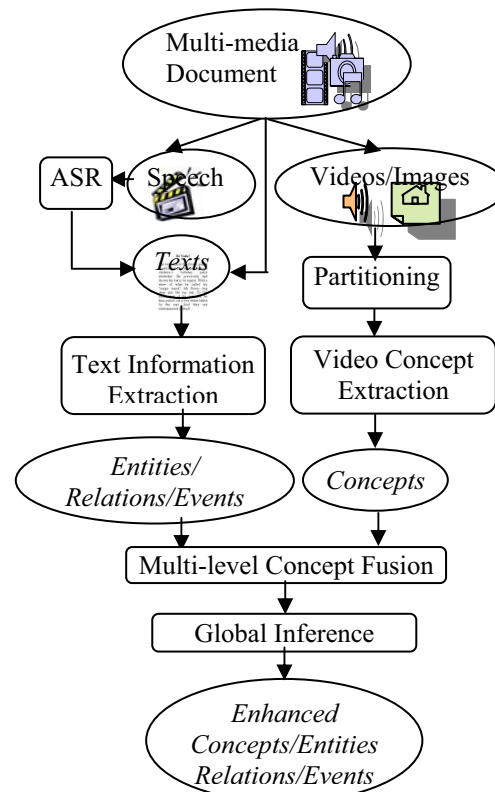 Multi-media
Document
ASR
Speech
Videos/Images
Texts
Partitioning
Text Information
Extraction
Video Concept
Extraction
Entities/
Relations/Events
Concepts
Multi-level Concept Fusion
Global Inference
Enhanced
Concepts/Entities
Relations/Events